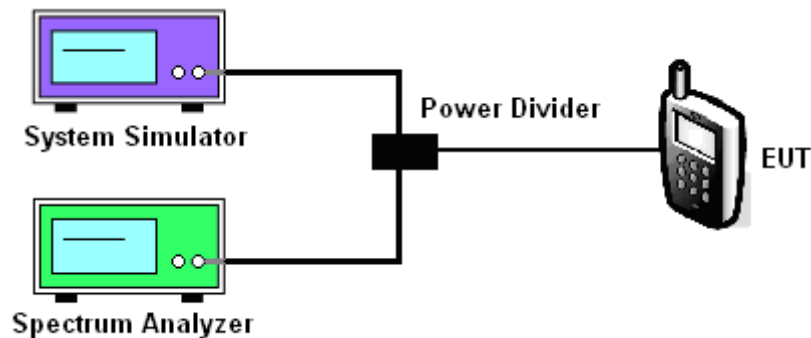 System Simulator
Power Divider
EUT
Spectrum Analyzer